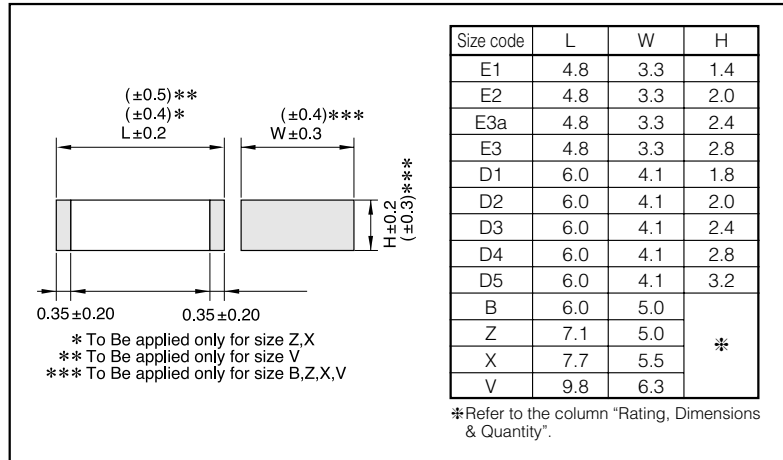 (±0.5)**
(±0.4)*
L±0.2
(±0.4)***
W±0.3
H±0.2
(±0.3)***
0.35±0.20
0.35±0.20
* To Be applied only for size Z,X
** To Be applied only for size V
*** To Be applied only for size B,Z,X,V
Size code L W H
E1 4.8 3.3 1.4
E2 4.8 3.3 2.0
E3a 4.8 3.3 2.4
E3 4.8 3.3 2.8
D1 6.0 4.1 1.8
D2 6.0 4.1 2.0
D3 6.0 4.1 2.4
D4 6.0 4.1 2.8
D5 6.0 4.1 3.2
B 6.0 5.0
Z 7.1 5.0
X 7.7 5.5
V 9.8 6.3
❉
❉Refer to the column “Rating, Dimensions
& Quantity”.